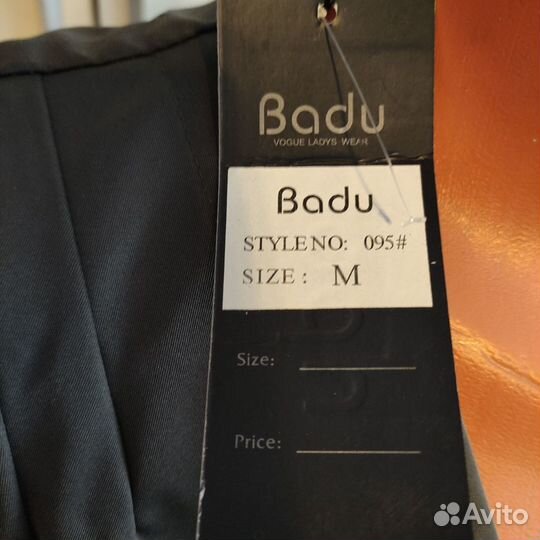 Badu
VOGUE LADYS WEAR
Badu
STYLE NO: 095#
SIZE: M
Size:
Price:
Avito